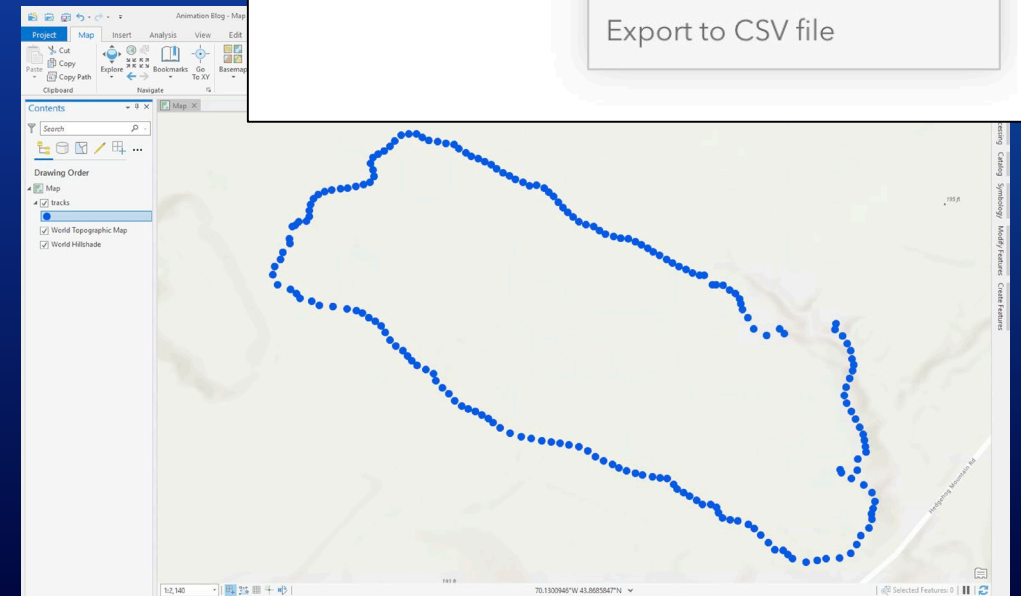 Animation Blog - Map
Export to CSV file
Project Map Insert Analysis View Edit
Cut
Copy
Copy Path
Paste
Explore
Bookmarks
Go
To XY
Basemap
Clipboard
Navigate
Contents
Map
Search
Drawing Order
Map
tracks
World Topographic Map
World Hillshade
Catalog
Symbology
Modify Features
Create Features
195 ft
Hedgehog Mountain Rd
191 ft
1:2,140
70.1300946°W 43.8685847°N
Selected Features: 0